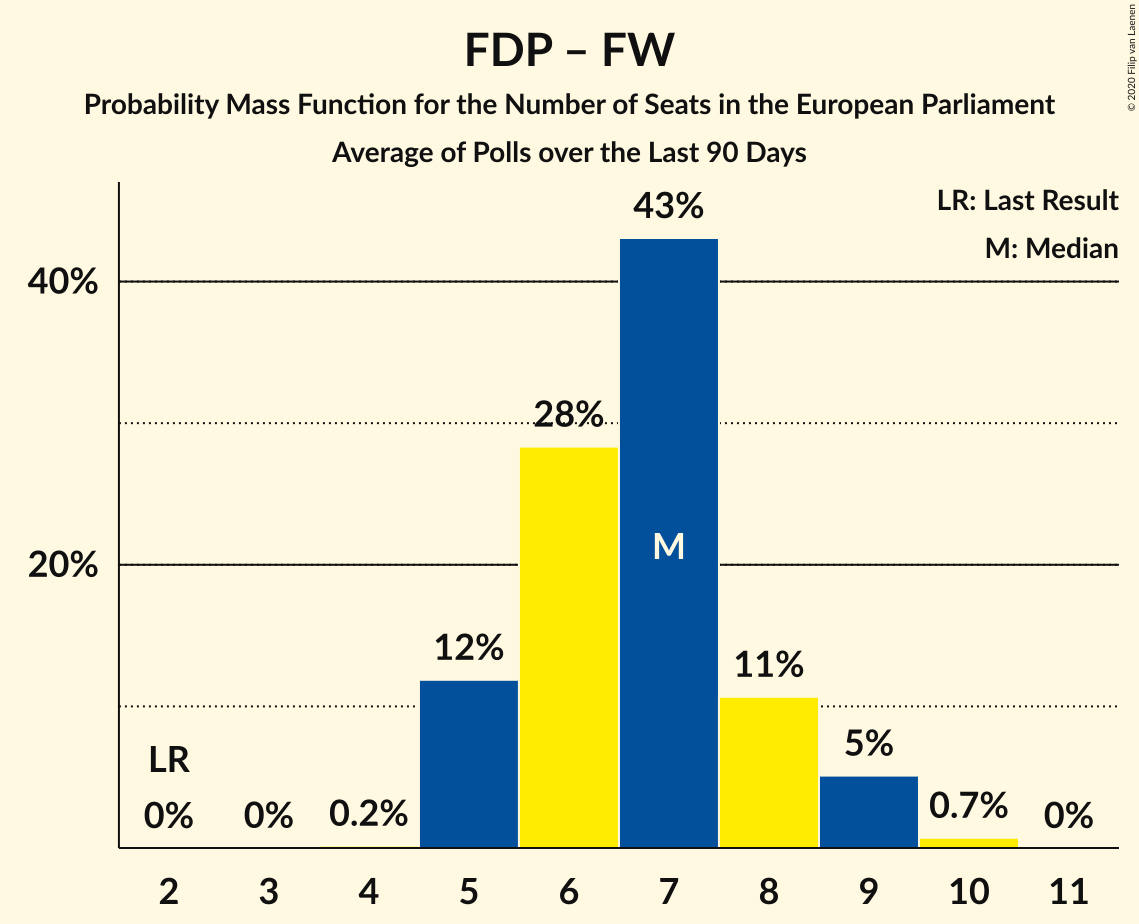 FDP – FW
Probability Mass Function for the Number of Seats in the European Parliament
Average of Polls over the Last 90 Days
© 2020 Filip van Laenen
LR: Last Result
M: Median
43%
40%
28%
M
20%
12%
11%
5%
LR
0%
0%
0.2%
0.7%
0%
2
3
4
5
6
7
8
9
10
11